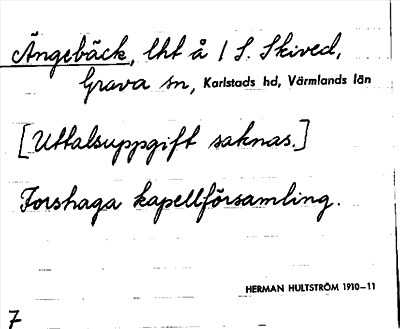 Ängebäck, lht å 1 S. Skived,
Grava sn, Karlstads hd, Värmlands län
[Uttalsuppgift saknas.]
Forshaga kapellförsamling.
HERMAN HULTSTRÖM 1910–11
7